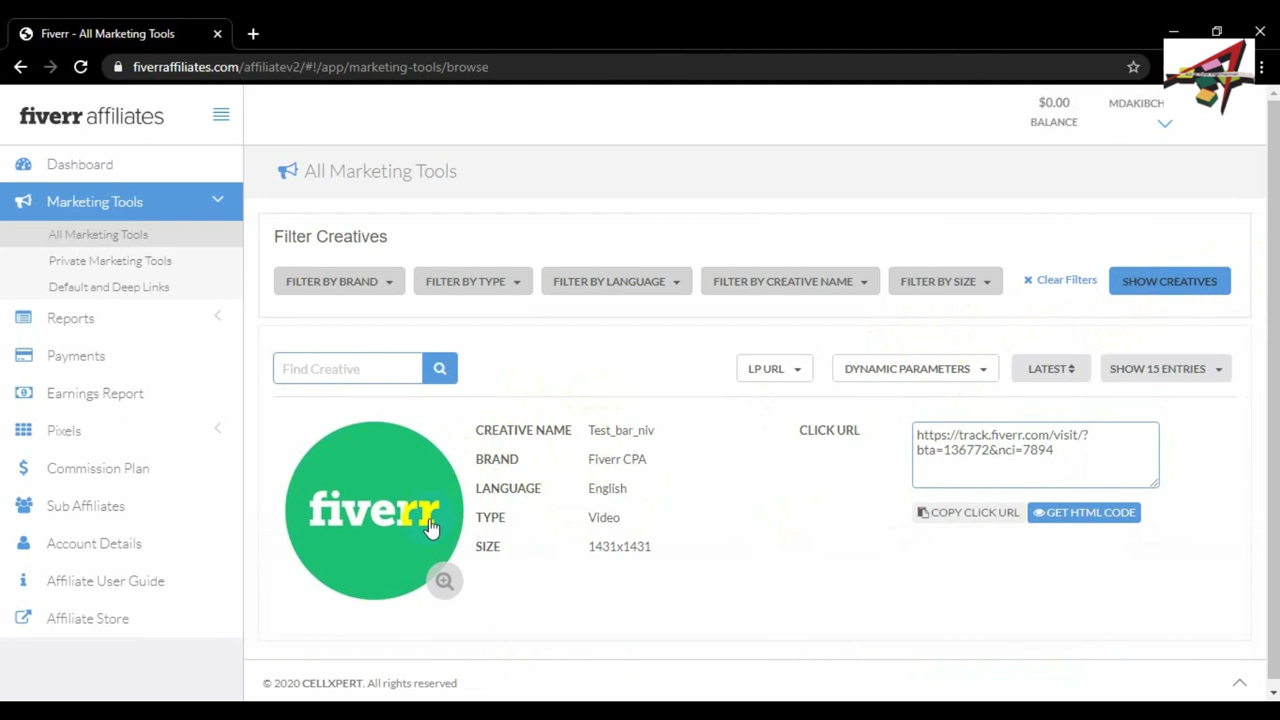 Fiverr - All Marketing Tools
fiverraffiliates.com/affiliatev2/#!/app/marketing-tools/browse
fiverr affiliates
$0.00
BALANCE
MDAKIBCH
Dashboard
Marketing Tools
All Marketing Tools
Private Marketing Tools
Default and Deep Links
Reports
Payments
Earnings Report
Pixels
Commission Plan
Sub Affiliates
Account Details
Affiliate User Guide
Affiliate Store
All Marketing Tools
Filter Creatives
FILTER BY BRAND FILTER BY TYPE FILTER BY LANGUAGE FILTER BY CREATIVE NAME FILTER BY SIZE Clear Filters SHOW CREATIVES
Find Creative LP URL DYNAMIC PARAMETERS LATEST SHOW 15 ENTRIES
fiverr
CREATIVE NAME Test_bar_niv
BRAND Fiverr CPA
LANGUAGE English
TYPE Video
SIZE 1431x1431
CLICK URL
https://track.fiverr.com/visit/?
bta=136772&nci=7894
COPY CLICK URL GET HTML CODE
© 2020 CELLXPERT. All rights reserved